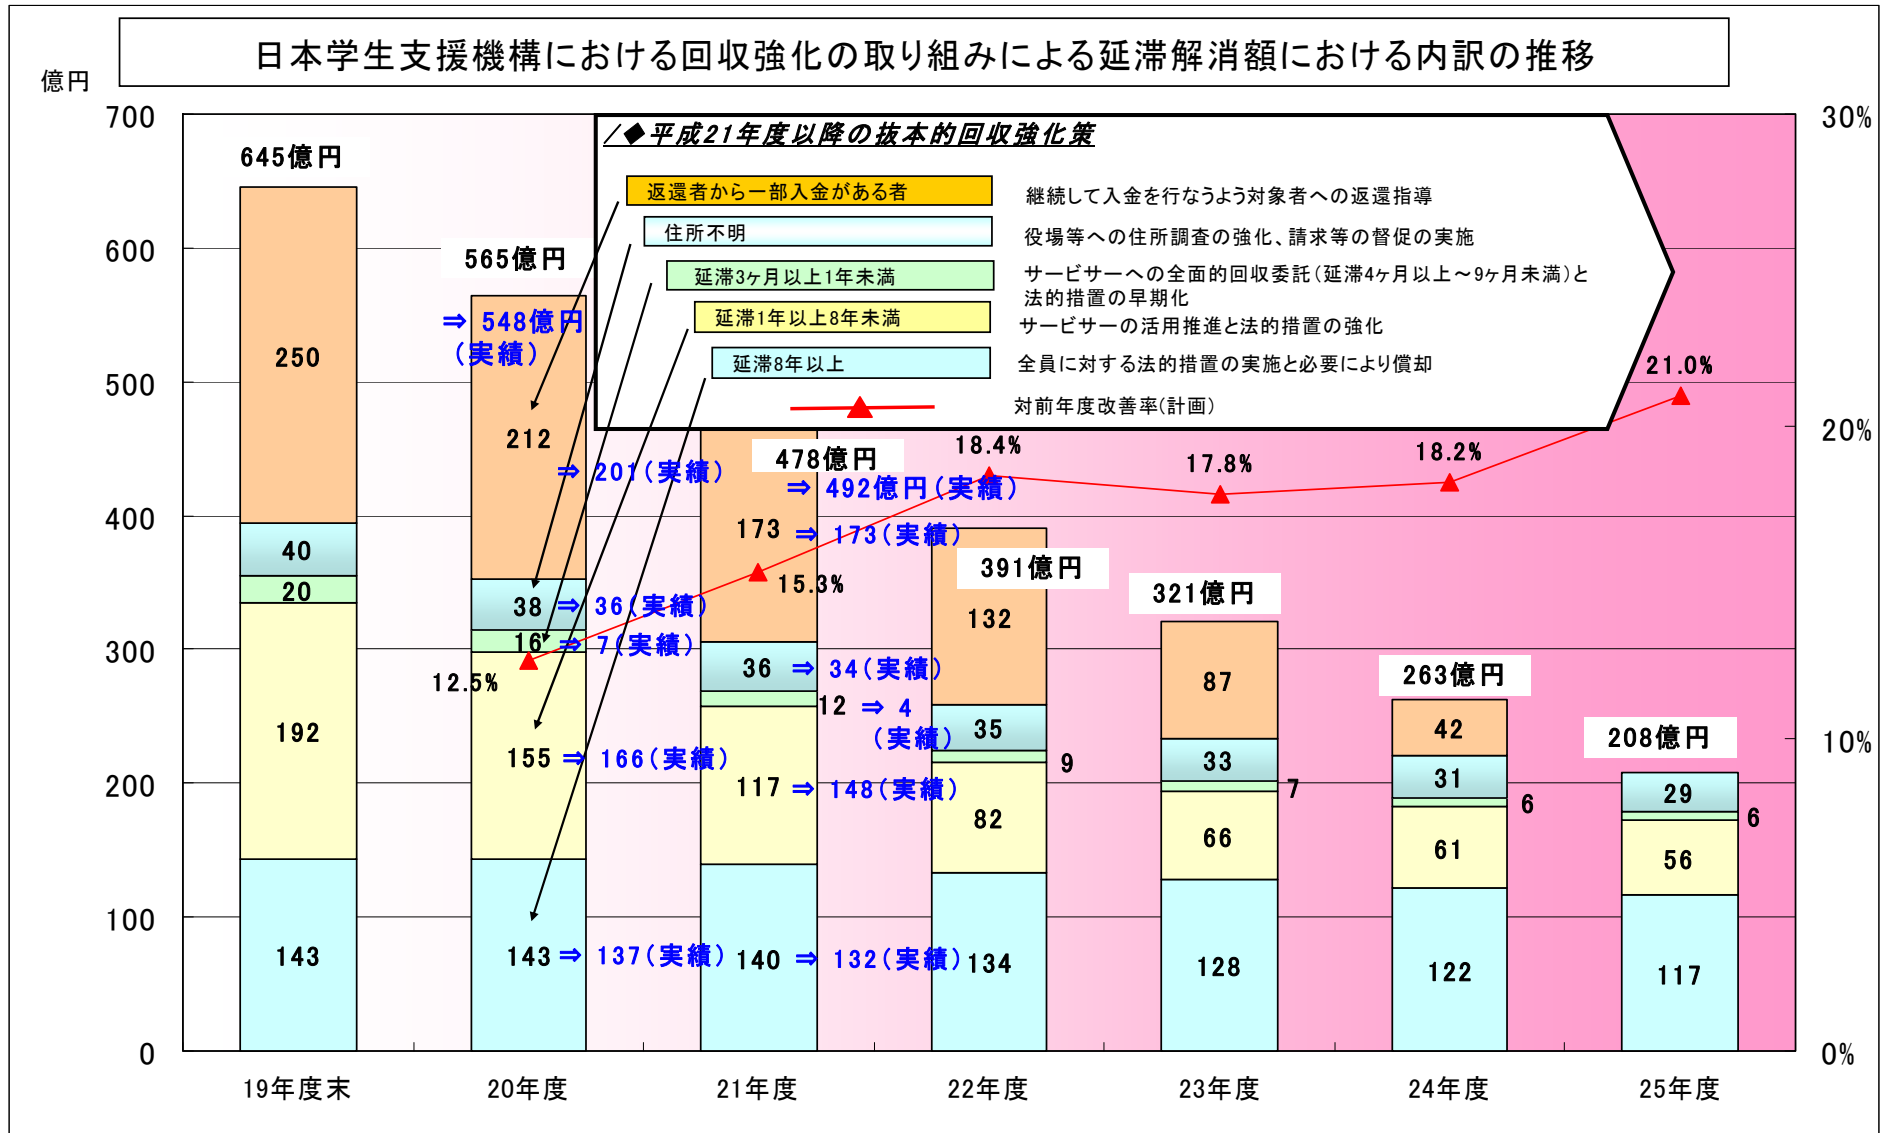 日本学生支援機構における回収強化の取り組みによる延滞解消額における内訳の推移
億円
700
600
500
400
300
200
100
0
30%
20%
10%
0%
/◆平成21年度以降の抜本的回収強化策
返還者から一部入金がある者 継続して入金を行なうよう対象者への返還指導
住所不明 役場等への住所調査の強化、請求等の督促の実施
延滞3ヶ月以上1年未満 サービサーへの全面的回収委託(延滞4ヶ月以上～9ヶ月未満)と
法的措置の早期化
延滞1年以上8年未満 サービサーの活用推進と法的措置の強化
延滞8年以上 全員に対する法的措置の実施と必要により償却
対前年度改善率(計画)
645億円
250
40
20
192
143
565億円
⇒ 548億円
(実績)
212
⇒ 201(実績)
38 ⇒ 36(実績)
16 ⇒ 7(実績)
12.5%
155 ⇒ 166(実績)
143 ⇒ 137(実績)
478億円
⇒ 492億円(実績)
173 ⇒ 173(実績)
15.3%
36 ⇒ 34(実績)
12 ⇒ 4
(実績)
117 ⇒ 148(実績)
140 ⇒ 132(実績)
18.4%
391億円
132
35
9
82
134
17.8%
321億円
87
33
7
66
128
18.2%
263億円
42
31
6
61
122
21.0%
208億円
29
6
56
117
19年度末
20年度
21年度
22年度
23年度
24年度
25年度